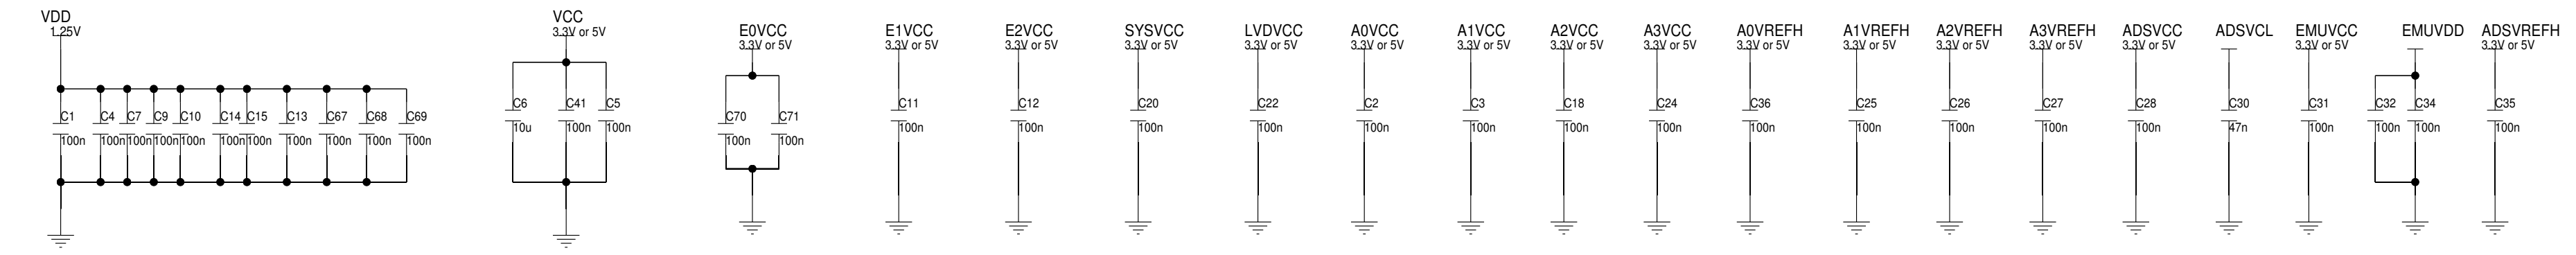 VDD
1.25V
C1 C4 C7 C9 C10 C14 C15 C13 C67 C68 C69
100n 100n 100n 100n 100n 100n 100n 100n 100n 100n 100n
VCC
3.3V or 5V
C6 C41 C5
10u 100n 100n
E0VCC
3.3V or 5V
C70 C71
100n 100n
E1VCC
3.3V or 5V
C11
100n
E2VCC
3.3V or 5V
C12
100n
SYSVCC
3.3V or 5V
C20
100n
LVDVCC
3.3V or 5V
C22
100n
A0VCC
3.3V or 5V
C2
100n
A1VCC
3.3V or 5V
C3
100n
A2VCC
3.3V or 5V
C18
100n
A3VCC
3.3V or 5V
C24
100n
A0VREFH
3.3V or 5V
C36
100n
A1VREFH
3.3V or 5V
C25
100n
A2VREFH
3.3V or 5V
C26
100n
A3VREFH
3.3V or 5V
C27
100n
ADSVCC
3.3V or 5V
C28
100n
ADSVCL
C30
47n
EMUVCC
3.3V or 5V
C31
100n
EMUVDD
C32 C34
100n 100n
ADSVREFH
3.3V or 5V
C35
100n